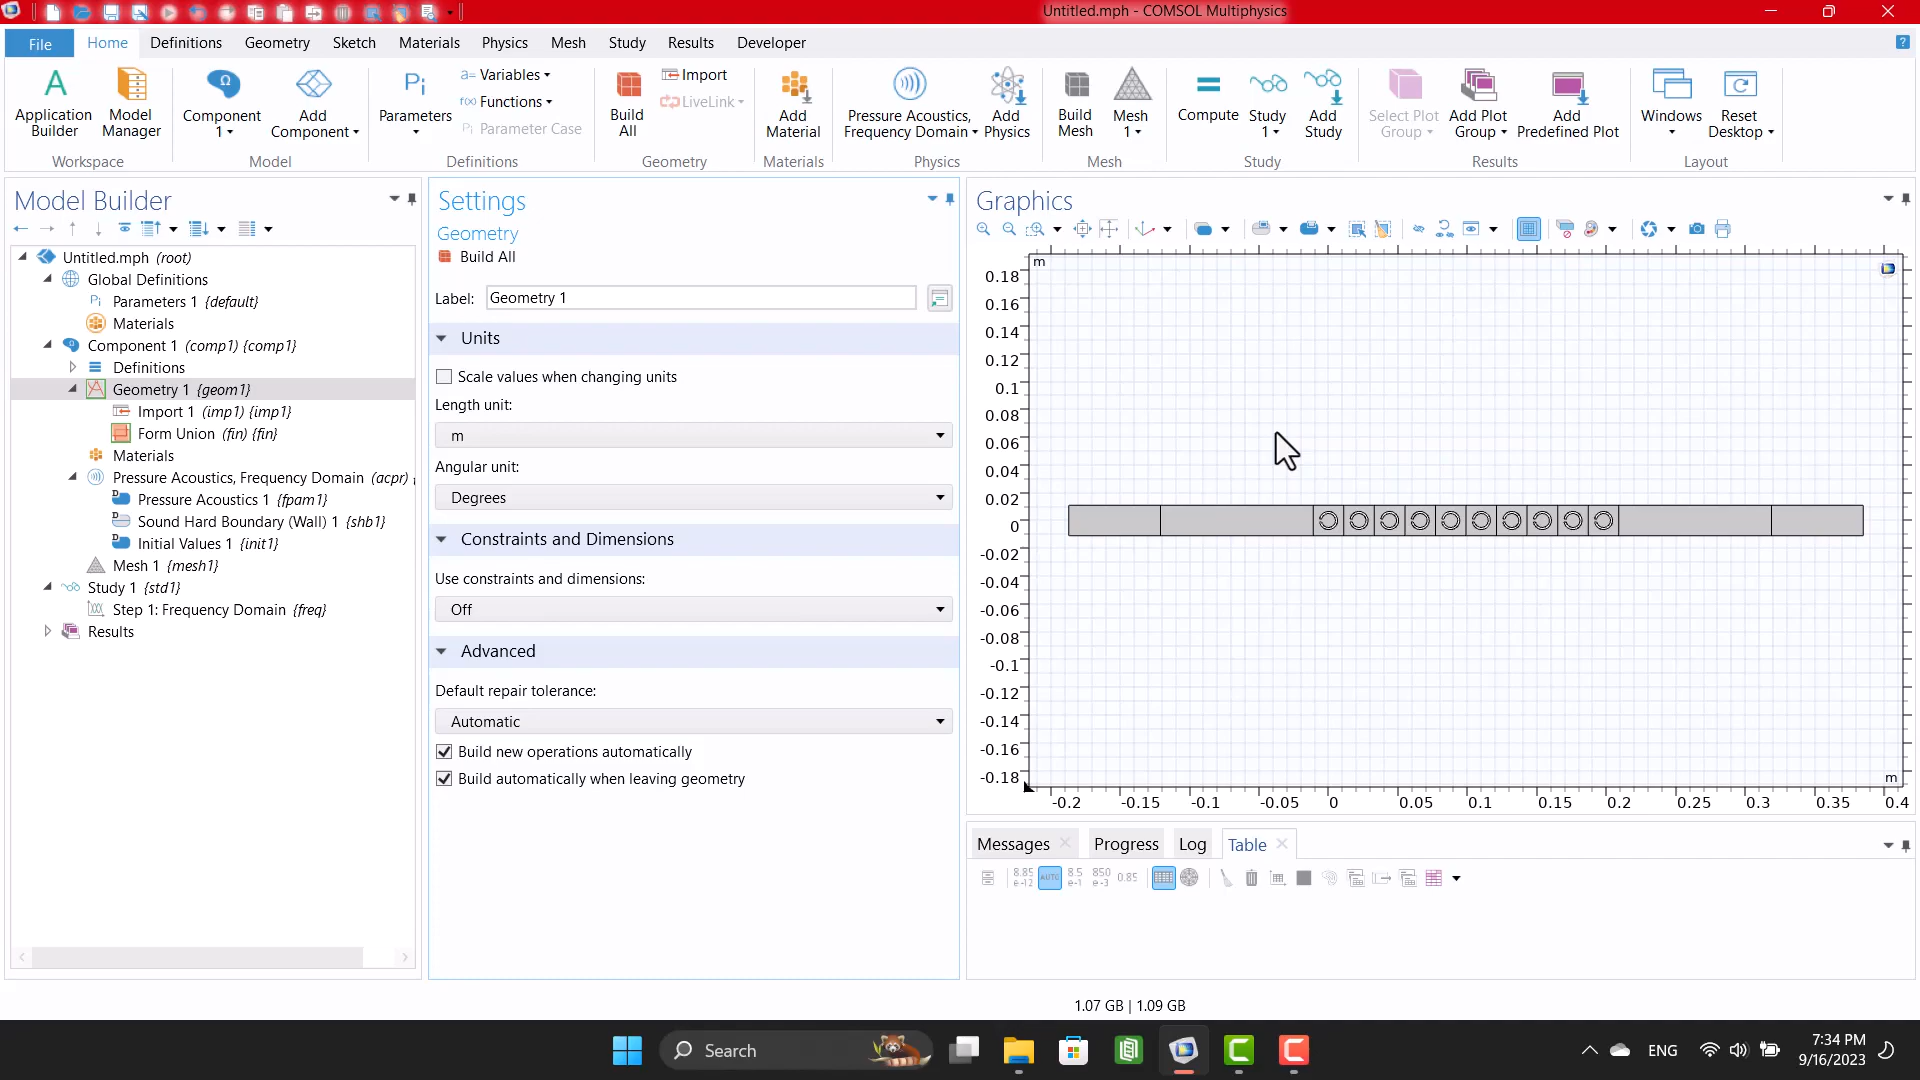 Untitled.mph - COMSOL Multiphysics
File Home Definitions Geometry Sketch Materials Physics Mesh Study Results Developer
Application Builder
Model Manager
Workspace
Component 1
Add Component
Model
Parameters
a= Variables
f(x) Functions
Pi Parameter Case
Definitions
Build All
Import
LiveLink
Geometry
Add Material
Materials
Pressure Acoustics, Frequency Domain
Add Physics
Physics
Build Mesh
Mesh 1
Mesh
Compute
Study 1
Add Study
Study
Select Plot Group
Add Plot Group
Add Predefined Plot
Results
Windows
Reset Desktop
Layout
Model Builder
Untitled.mph (root)
Global Definitions
Pi Parameters 1 {default}
Materials
Component 1 (comp1) {comp1}
Definitions
Geometry 1 {geom1}
Import 1 (imp1) {imp1}
Form Union (fin) {fin}
Materials
Pressure Acoustics, Frequency Domain (acpr)
Pressure Acoustics 1 {fpam1}
Sound Hard Boundary (Wall) 1 {shb1}
Initial Values 1 {init1}
Mesh 1 {mesh1}
Study 1 {std1}
Step 1: Frequency Domain {freq}
Results
Settings
Geometry
Build All
Label: Geometry 1
Units
Scale values when changing units
Length unit:
m
Angular unit:
Degrees
Constraints and Dimensions
Use constraints and dimensions:
Off
Advanced
Default repair tolerance:
Automatic
Build new operations automatically
Build automatically when leaving geometry
Graphics
m
0.18
0.16
0.14
0.12
0.1
0.08
0.06
0.04
0.02
0
-0.02
-0.04
-0.06
-0.08
-0.1
-0.12
-0.14
-0.16
-0.18
m
-0.2 -0.15 -0.1 -0.05 0 0.05 0.1 0.15 0.2 0.25 0.3 0.35 0.4
Messages Progress Log Table
8.85 e-12 AUTO 8.5 e-1 850 e-3 0.85
1.07 GB | 1.09 GB
Search
ENG
7:34 PM
9/16/2023